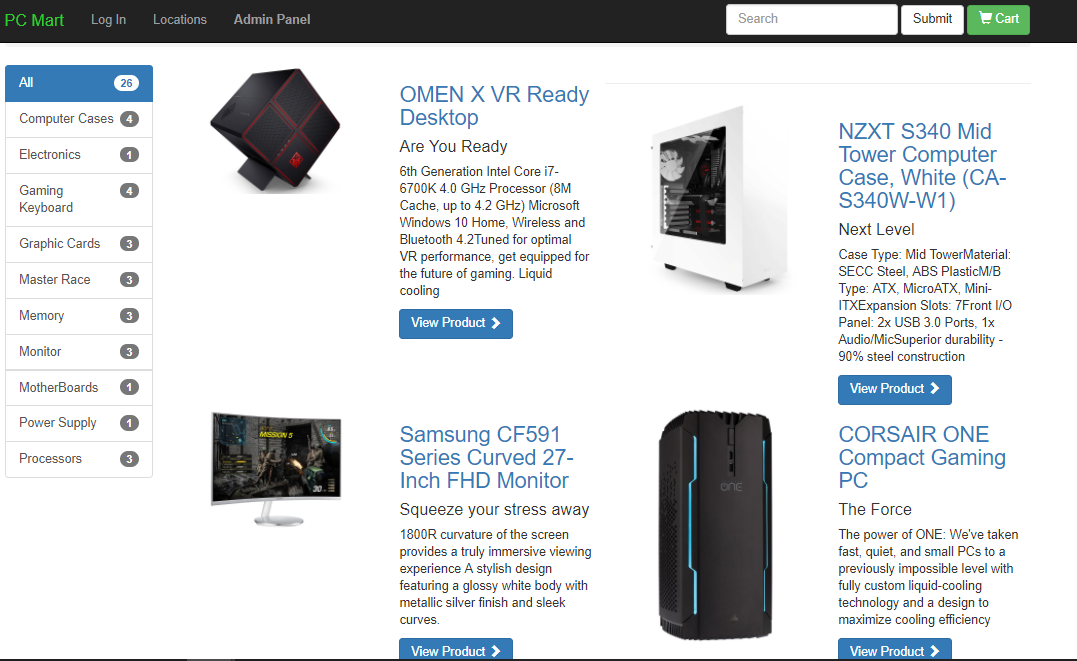 PC Mart Log In Locations Admin Panel Search Submit Cart
All 26
Computer Cases 4
Electronics 1
Gaming
Keyboard 4
Graphic Cards 3
Master Race 3
Memory 3
Monitor 3
MotherBoards 1
Power Supply 1
Processors 3
OMEN X VR Ready
Desktop
Are You Ready
6th Generation Intel Core i7-
6700K 4.0 GHz Processor (8M
Cache, up to 4.2 GHz) Microsoft
Windows 10 Home, Wireless and
Bluetooth 4.2Tuned for optimal
VR performance, get equipped for
the future of gaming. Liquid
cooling
View Product
NZXT S340 Mid
Tower Computer
Case, White (CA-
S340W-W1)
Next Level
Case Type: Mid TowerMaterial:
SECC Steel, ABS PlasticM/B
Type: ATX, MicroATX, Mini-
ITXExpansion Slots: 7Front I/O
Panel: 2x USB 3.0 Ports, 1x
Audio/MicSuperior durability -
90% steel construction
View Product
MISSION 5
30
Samsung CF591
Series Curved 27-
Inch FHD Monitor
Squeeze your stress away
1800R curvature of the screen
provides a truly immersive viewing
experience A stylish design
featuring a glossy white body with
metallic silver finish and sleek
curves.
View Product
ONE
CORSAIR ONE
Compact Gaming
PC
The Force
The power of ONE: We've taken
fast, quiet, and small PCs to a
previously impossible level with
fully custom liquid-cooling
technology and a design to
maximize cooling efficiency
View Product